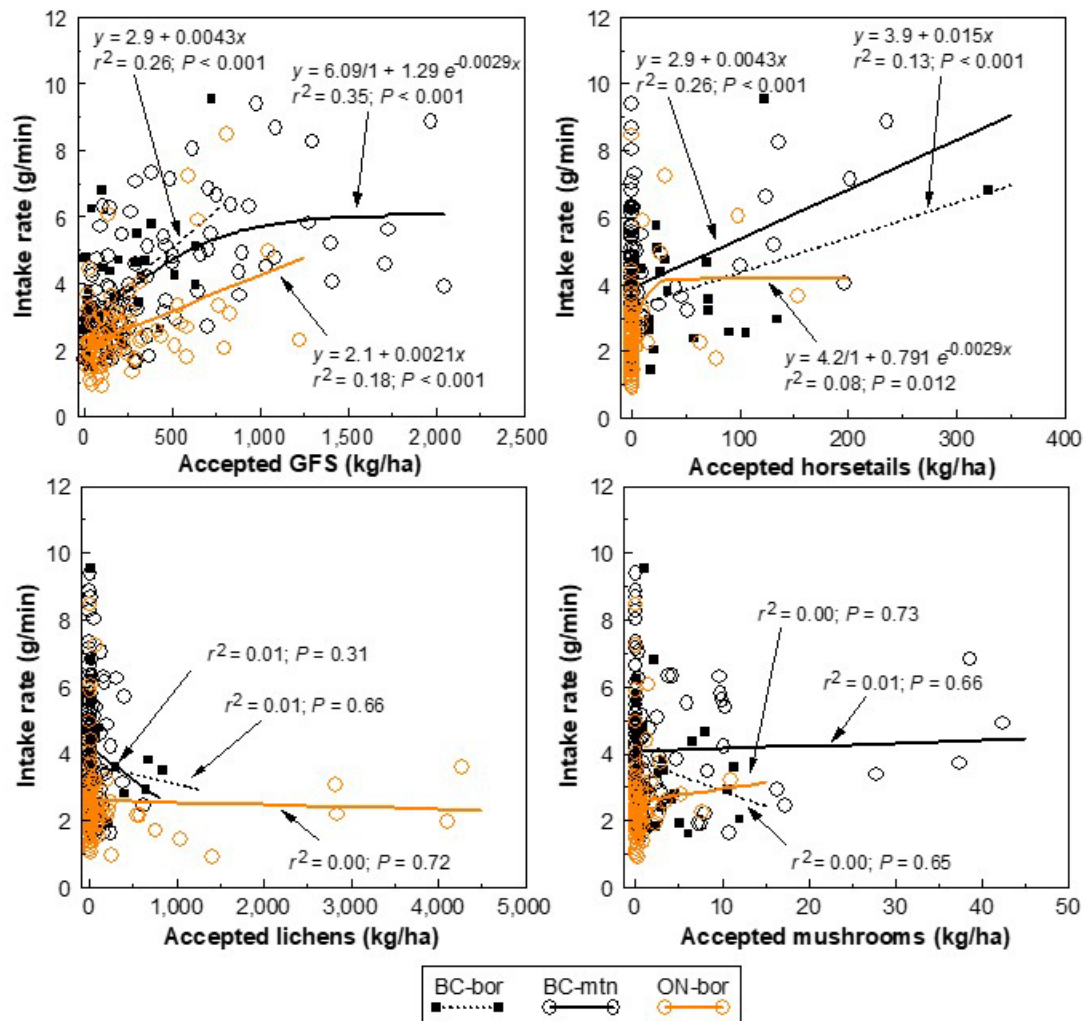 12
10
8
6
4
2
0
Intake rate (g/min)
y = 2.9 + 0.0043x
r² = 0.26; P < 0.001
y = 6.09/1 + 1.29 e^-0.0029x
r² = 0.35; P < 0.001
y = 2.1 + 0.0021x
r² = 0.18; P < 0.001
0 500 1,000 1,500 2,000 2,500
Accepted GFS (kg/ha)
12
10
8
6
4
2
0
Intake rate (g/min)
y = 3.9 + 0.015x
r² = 0.13; P < 0.001
y = 2.9 + 0.0043x
r² = 0.26; P < 0.001
y = 4.2/1 + 0.791 e^-0.0029x
r² = 0.08; P = 0.012
0 100 200 300 400
Accepted horsetails (kg/ha)
12
10
8
6
4
2
0
Intake rate (g/min)
r² = 0.01; P = 0.31
r² = 0.01; P = 0.66
r² = 0.00; P = 0.72
0 1,000 2,000 3,000 4,000 5,000
Accepted lichens (kg/ha)
12
10
8
6
4
2
0
Intake rate (g/min)
r² = 0.00; P = 0.73
r² = 0.01; P = 0.66
r² = 0.00; P = 0.65
0 10 20 30 40 50
Accepted mushrooms (kg/ha)
BC-bor BC-mtn ON-bor